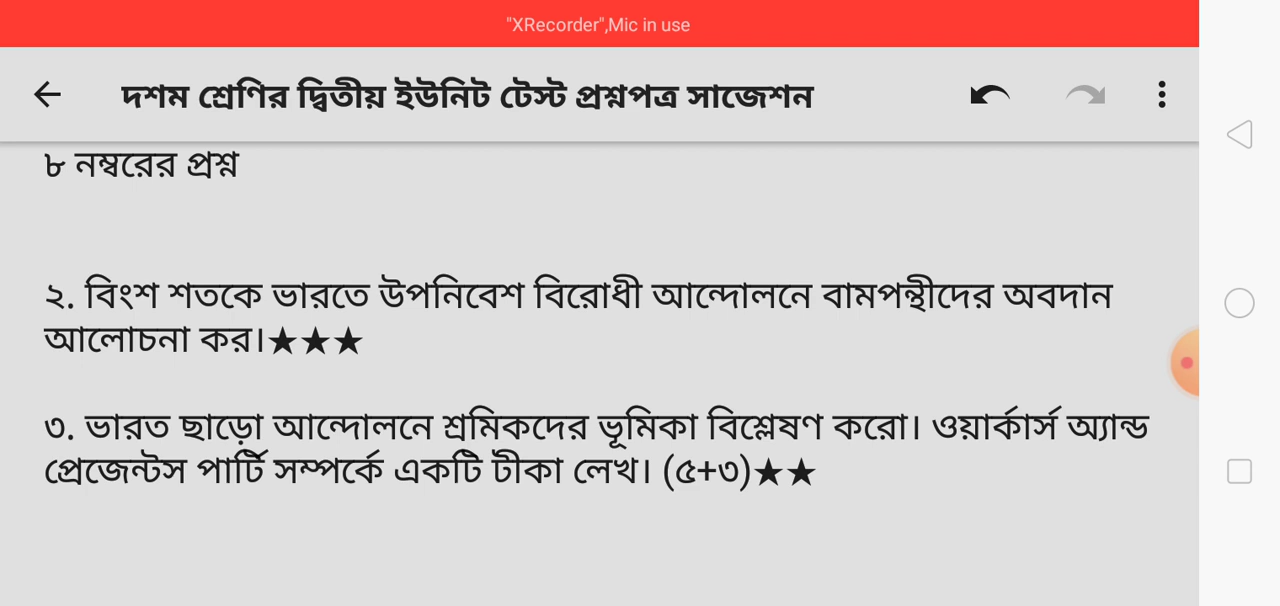 "XRecorder",Mic in use
দশম শ্রেণির দ্বিতীয় ইউনিট টেস্ট প্রশ্নপত্র সাজেশন
৮ নম্বরের প্রশ্ন
২. বিংশ শতকে ভারতে উপনিবেশ বিরোধী আন্দোলনে বামপন্থীদের অবদান
আলোচনা কর।★★★
৩. ভারত ছাড়ো আন্দোলনে শ্রমিকদের ভূমিকা বিশ্লেষণ করো। ওয়ার্কার্স অ্যান্ড
প্রেজেন্টস পার্টি সম্পর্কে একটি টীকা লেখ। (৫+৩)★★